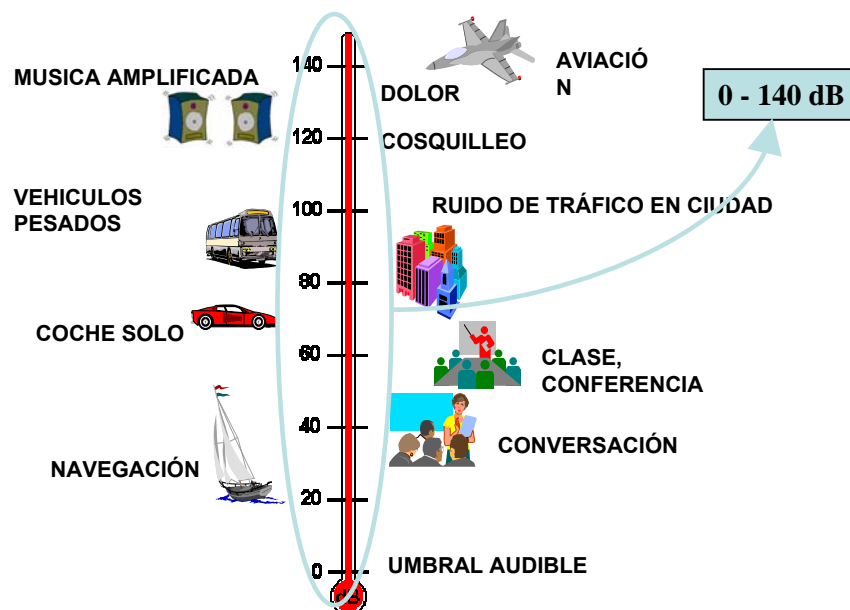 MUSICA AMPLIFICADA
VEHICULOS
PESADOS
COCHE SOLO
NAVEGACIÓN
140
120
100
80
60
40
20
0
dB
AVIACIÓ
N
DOLOR
COSQUILLEO
RUIDO DE TRÁFICO EN CIUDAD
CLASE,
CONFERENCIA
CONVERSACIÓN
UMBRAL AUDIBLE
0 - 140 dB